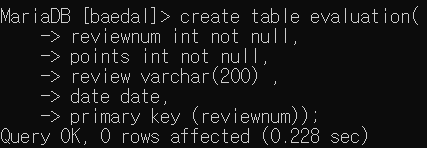 MariaDB [baedal]> create table evaluation(
    -> reviewnum int not null,
    -> points int not null,
    -> review varchar(200) ,
    -> date date,
    -> primary key (reviewnum));
Query OK, 0 rows affected (0.228 sec)